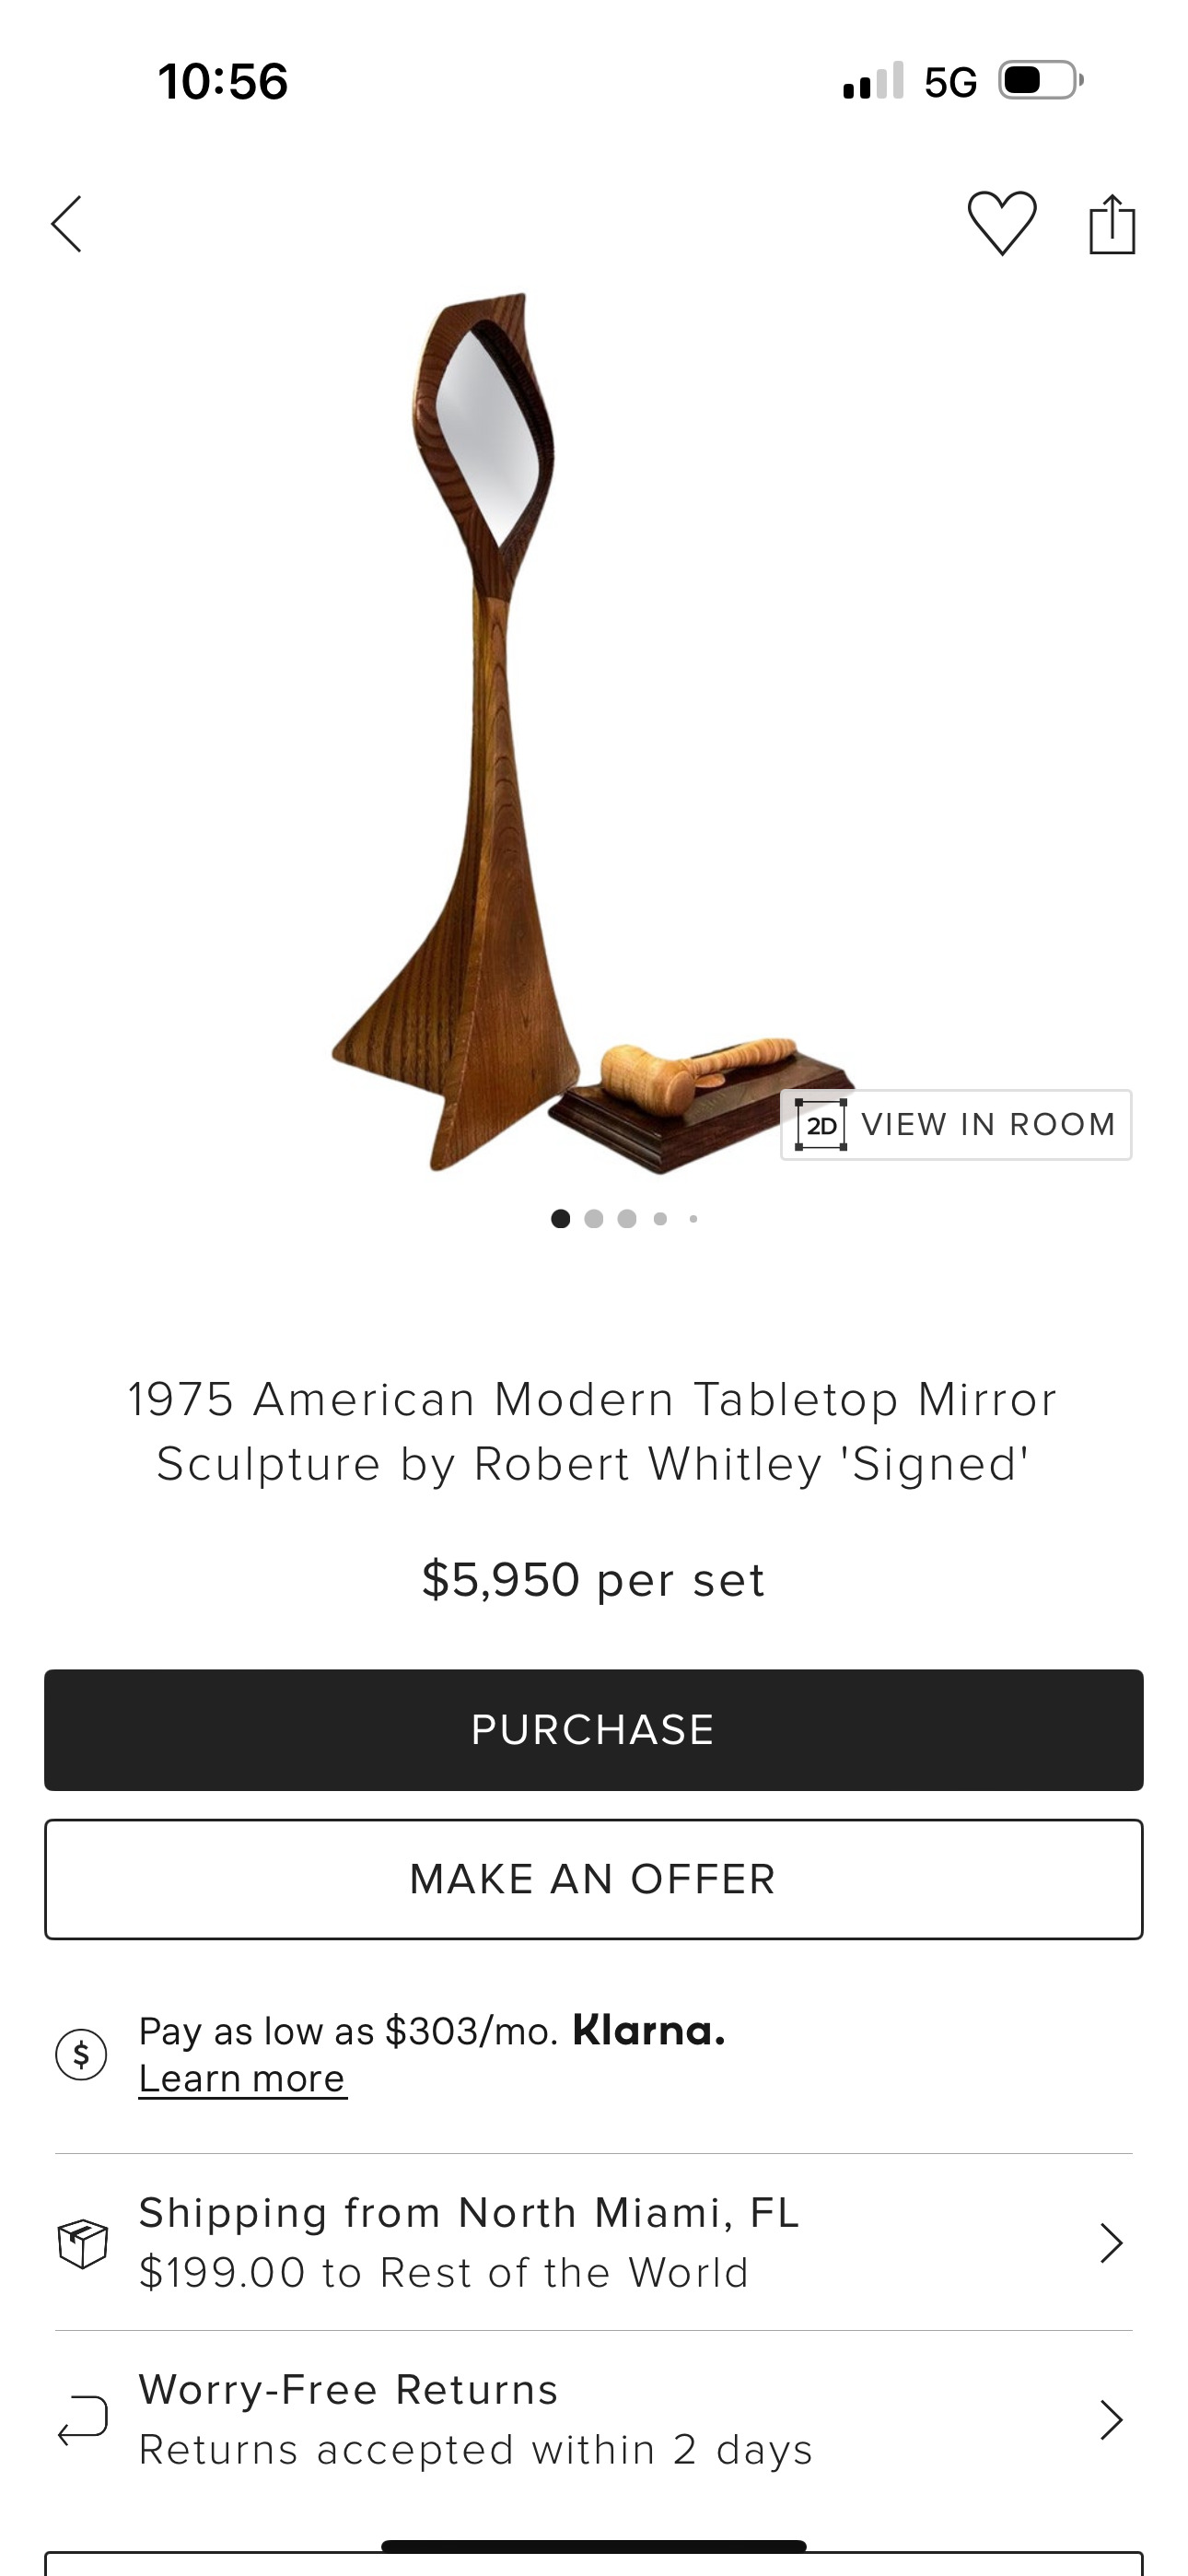 10:56
5G
2D VIEW IN ROOM
1975 American Modern Tabletop Mirror
Sculpture by Robert Whitley 'Signed'
$5,950 per set
PURCHASE
MAKE AN OFFER
$
Pay as low as $303/mo. Klarna.
Learn more
Shipping from North Miami, FL
$199.00 to Rest of the World
Worry-Free Returns
Returns accepted within 2 days